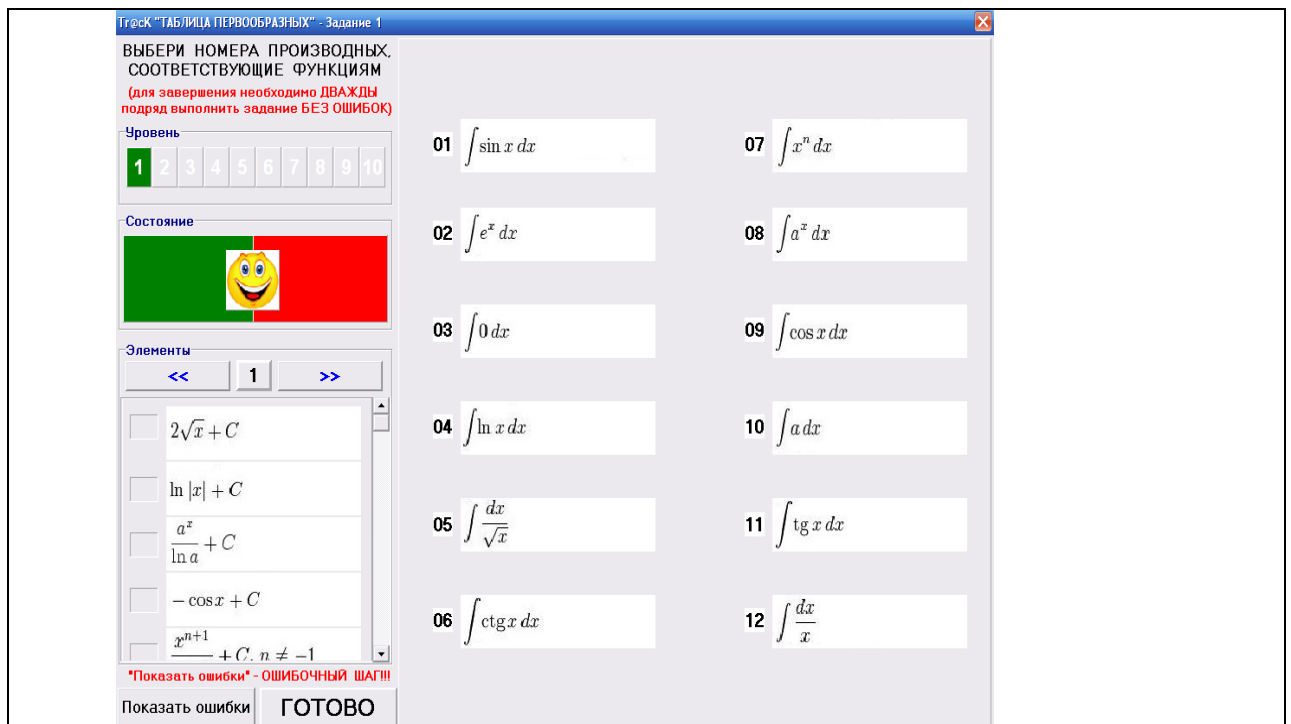 Tr@cK "ТАБЛИЦА ПЕРВООБРАЗНЫХ" - Задание 1
ВЫБЕРИ НОМЕРА ПРОИЗВОДНЫХ,
СООТВЕТСТВУЮЩИЕ ФУНКЦИЯМ
(для завершения необходимо ДВАЖДЫ
подряд выполнить задание БЕЗ ОШИБОК)
Уровень
1 2 3 4 5 6 7 8 9 10
Состояние
Элементы
<< 1 >>
2√x + C
ln |x| + C
a^x / ln a + C
− cos x + C
x^{n+1} + C, n ≠ −1
"Показать ошибки" - ОШИБОЧНЫЙ ШАГ!!!
Показать ошибки ГОТОВО
01 ∫ sin x dx
02 ∫ e^x dx
03 ∫ 0 dx
04 ∫ ln x dx
05 ∫ dx / √x
06 ∫ ctg x dx
07 ∫ x^n dx
08 ∫ a^x dx
09 ∫ cos x dx
10 ∫ a dx
11 ∫ tg x dx
12 ∫ dx / x